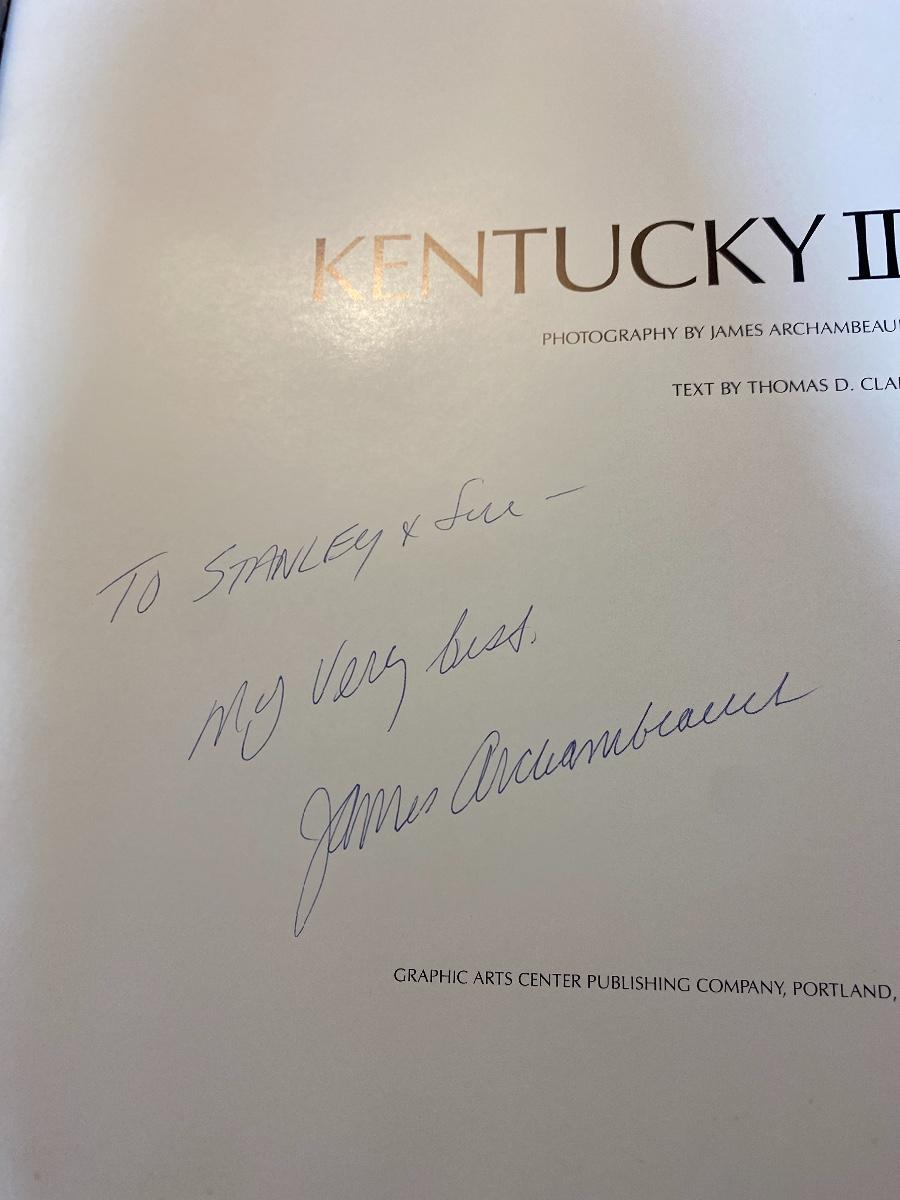 KENTUCKY II
PHOTOGRAPHY BY JAMES ARCHAMBEAU
TEXT BY THOMAS D. CLA
TO STANLEY & Sue —
My Very best.
James Archambeault
GRAPHIC ARTS CENTER PUBLISHING COMPANY, PORTLAND,